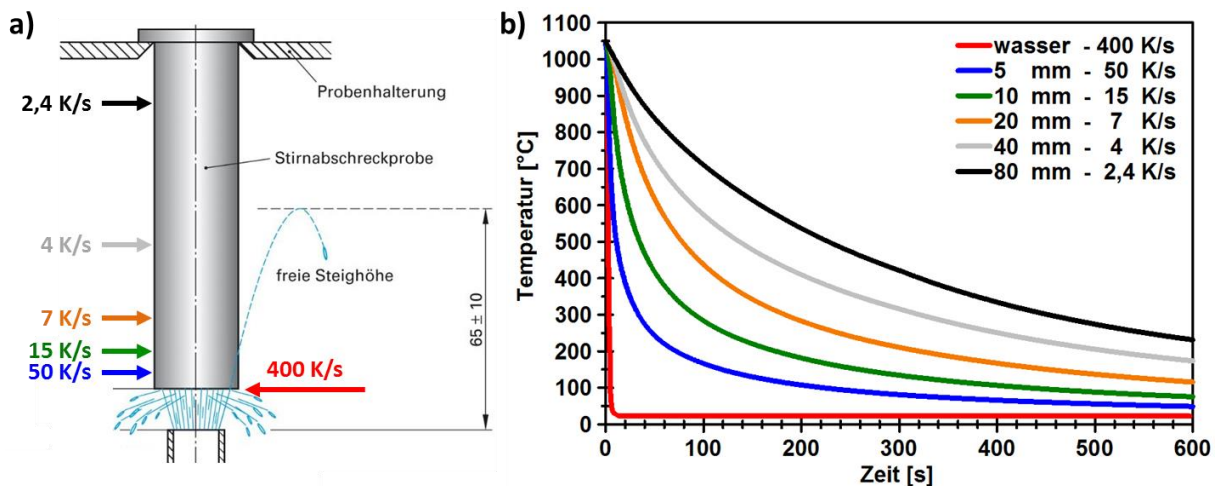 a)
Probenhalterung
2,4 K/s
Stirnabschreckprobe
4 K/s
freie Steighöhe
65 ± 10
7 K/s
15 K/s
50 K/s
400 K/s
b)
Temperatur [°C]
1100
1000
900
800
700
600
500
400
300
200
100
0
wasser - 400 K/s
5 mm - 50 K/s
10 mm - 15 K/s
20 mm - 7 K/s
40 mm - 4 K/s
80 mm - 2,4 K/s
0 100 200 300 400 500 600
Zeit [s]